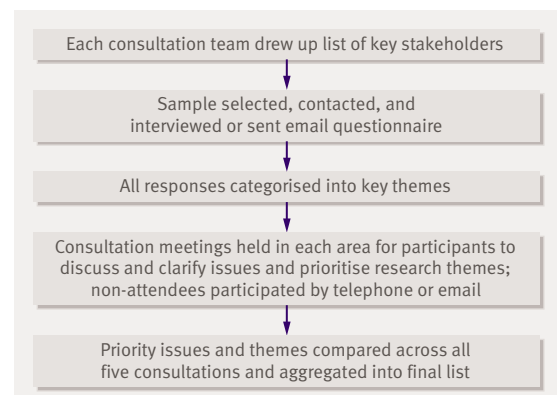 Each consultation team drew up list of key stakeholders
Sample selected, contacted, and
interviewed or sent email questionnaire
All responses categorised into key themes
Consultation meetings held in each area for participants to
discuss and clarify issues and prioritise research themes;
non-attendees participated by telephone or email
Priority issues and themes compared across all
five consultations and aggregated into final list